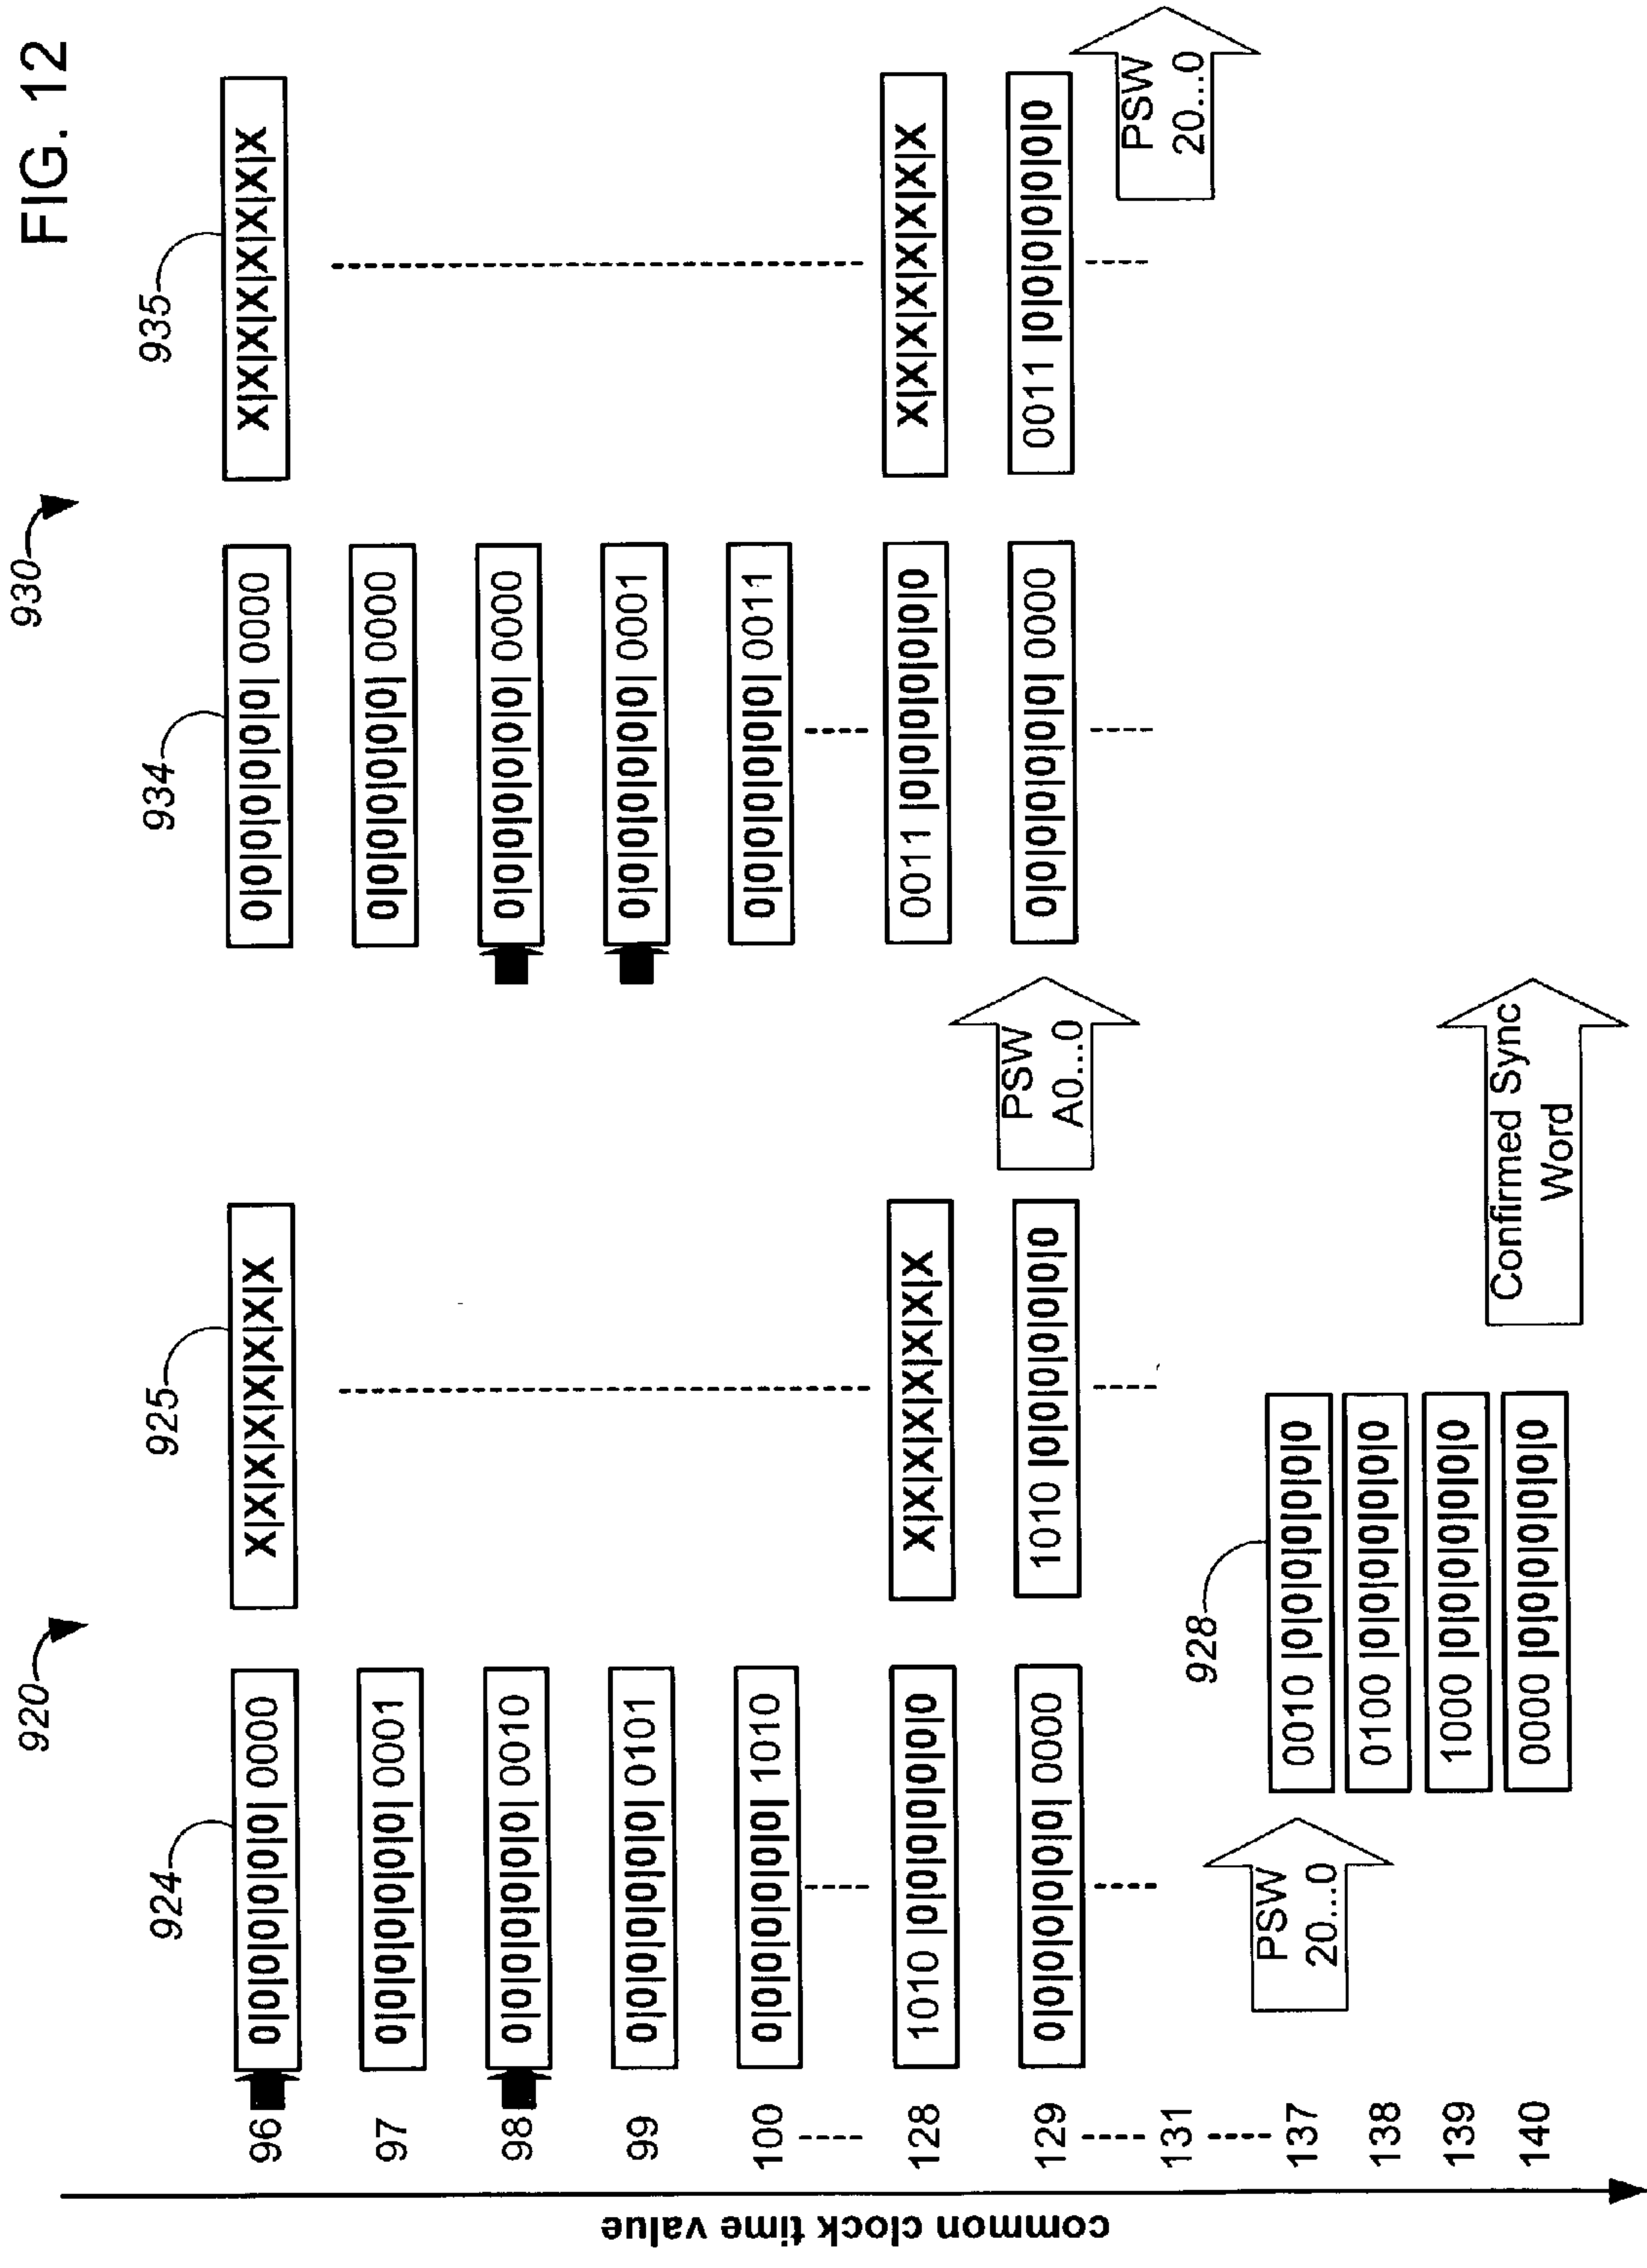 FIG. 12
920
930
924
925
934
935
96 0|0|0|0|0|0|0| 0000 X|X|X|X|X|X|X|X 0|0|0|0|0|0|0| 0000 X|X|X|X|X|X|X|X
97 0|0|0|0|0|0|0| 0001 0|0|0|0|0|0|0| 0000
98 0|0|0|0|0|0|0| 0010 0|0|0|0|0|0|0| 0000
99 0|0|0|0|0|0|0| 0101 0|0|0|0|0|0|0| 0001
100 0|0|0|0|0|0|0| 1010 0|0|0|0|0|0|0| 0011
128 1010 |0|0|0|0|0|0|0 X|X|X|X|X|X|X|X 0011 |0|0|0|0|0|0|0 X|X|X|X|X|X|X|X
129 0|0|0|0|0|0|0| 0000 1010 |0|0|0|0|0|0|0 PSW
A0...0
0|0|0|0|0|0|0| 0000 0011 |0|0|0|0|0|0|0
131
PSW
20...0
928
137
PSW
20...0
0010 |0|0|0|0|0|0|0
138 0100 |0|0|0|0|0|0|0
139 1000 |0|0|0|0|0|0|0
140 0000 |0|0|0|0|0|0|0
Confirmed Sync
Word
common clock time value